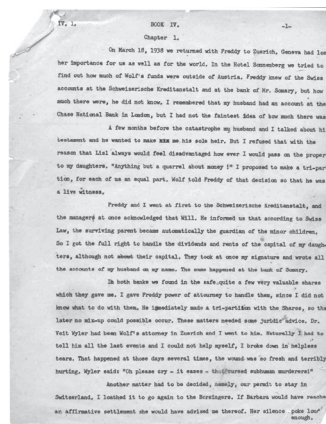 IV, 1. BOOK IV. -1-
Chapter 1.
On March 18, 1938 we returned with Freddy to Zuerich, Geneva had los
her importance for us as well as for the world. In the Hotel Sonnenberg we tried to
find out how much of Wolf's funds were outside of Austria. Freddy knew of the Swiss
accounts at the Schweizerische Kreditanstalt and at the bank of Mr. Somary, but how
much there were, he did not know, I remembered that my husband had an account at the
Chase National Bank in London, but I had not the faintest idea of how much there was
A few months before the catastrophe my husband and I talked about hi
testament and he wanted to make me his sole heir. But I refused that with the
reason that Lisl always would feel disadvantaged how ever I would pass on the proper
to my daughters. "Anything but a quarrel about money!" I proposed to make a tri-par
tion, for each of us an equal part. Wolf told Freddy of that decision so that he was
a live witness.
Freddy and I went at first to the Schweizerische Kreditanstalt, and
the managers at once acknowledged that Will. He informed us that according to Swiss
Law, the surviving parent became automatically the guardian of the minor children.
So I got the full right to handle the dividends and rents of the capital of my daugh-
ters, although not the capital. They took at once my signature and wrote all
the accounts of my husband on my name. The same happened at the bank of Somary.
In both banks we found in the safe quite a few very valuable shares
which they gave me. I gave Freddy power of attourney to handle them, since I did not
know what to do with them. He immediately made a tri-partition with the Shares, so tha
later no mix-up could possible occur. These matters needed some juridic advice. Dr.
Veit Wyler had been Wolf's attorney in Zuerich and I went to him. Naturally I had to
tell him all the last events and I could not help myself, I broke down in helpless
tears. That happened at those days several times, the wound was so fresh and terribly
hurting. Wyler said: "Oh please cry - it eases - that cursed subhuman murderers!"
Another matter had to be decided, namely, our permit to stay in
Switzerland, I loathed it to go again to the Borsingers. If Barbara would have reache
an affirmative settlement she would have advised me thereof. Her silence poke loud
enough.